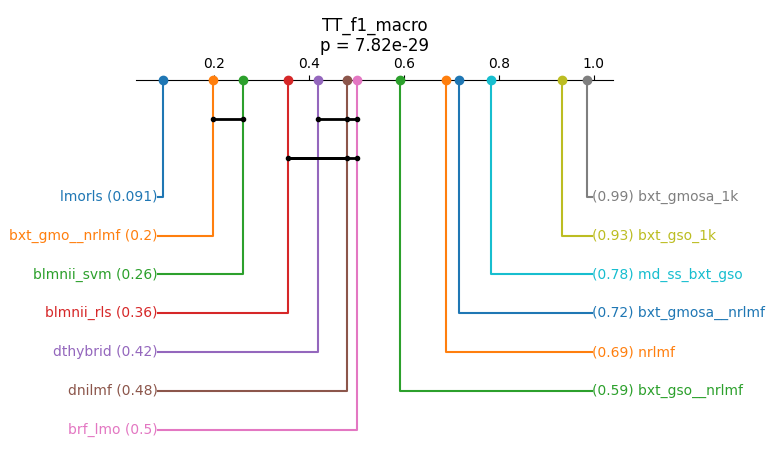 TT_f1_macro
p = 7.82e-29
0.2 0.4 0.6 0.8 1.0
lmorls (0.091) (0.99) bxt_gmosa_1k
bxt_gmo__nrlmf (0.2) (0.93) bxt_gso_1k
blmnii_svm (0.26) (0.78) md_ss_bxt_gso
blmnii_rls (0.36) (0.72) bxt_gmosa__nrlmf
dthybrid (0.42) (0.69) nrlmf
dnilmf (0.48) (0.59) bxt_gso__nrlmf
brf_lmo (0.5)